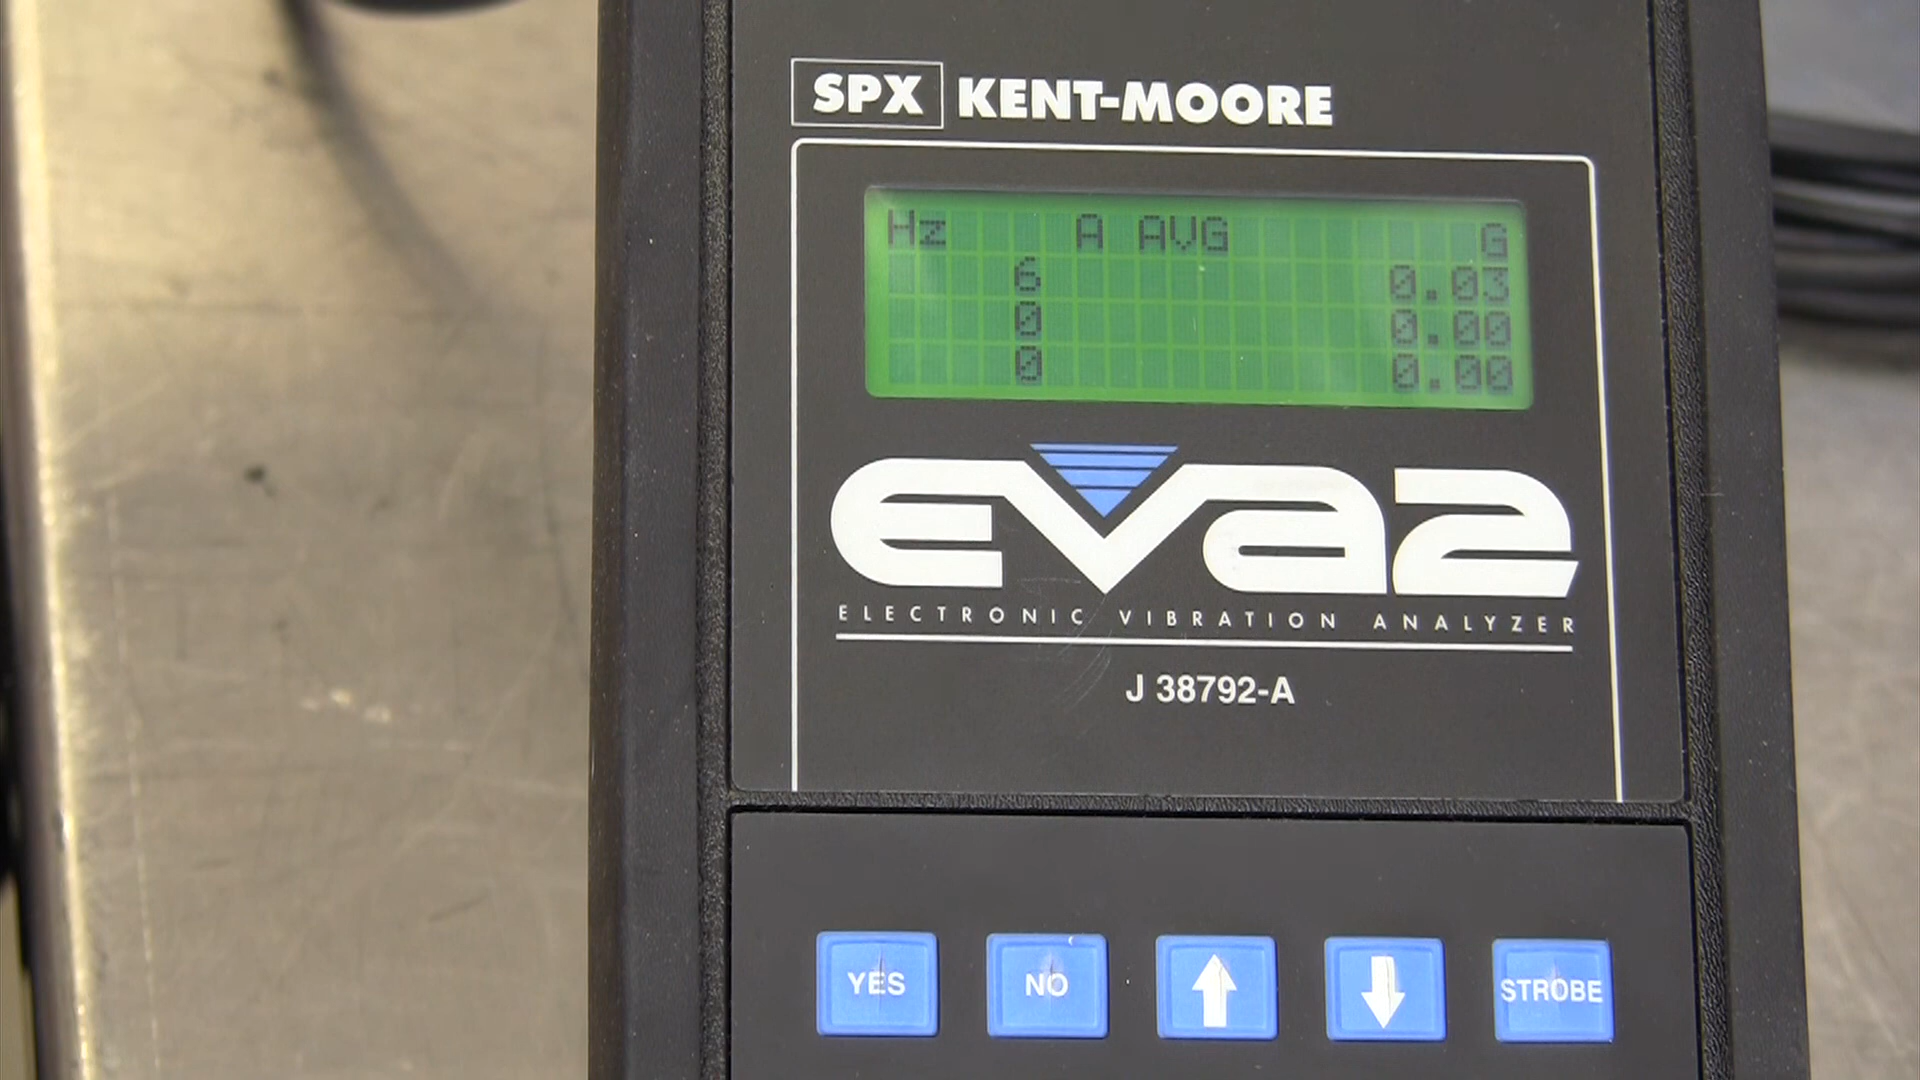 SPX KENT-MOORE
Hz A AVG G
6 0.03
0 0.00
0 0.00
eva2
ELECTRONIC VIBRATION ANALYZER
J 38792-A
YES NO STROBE